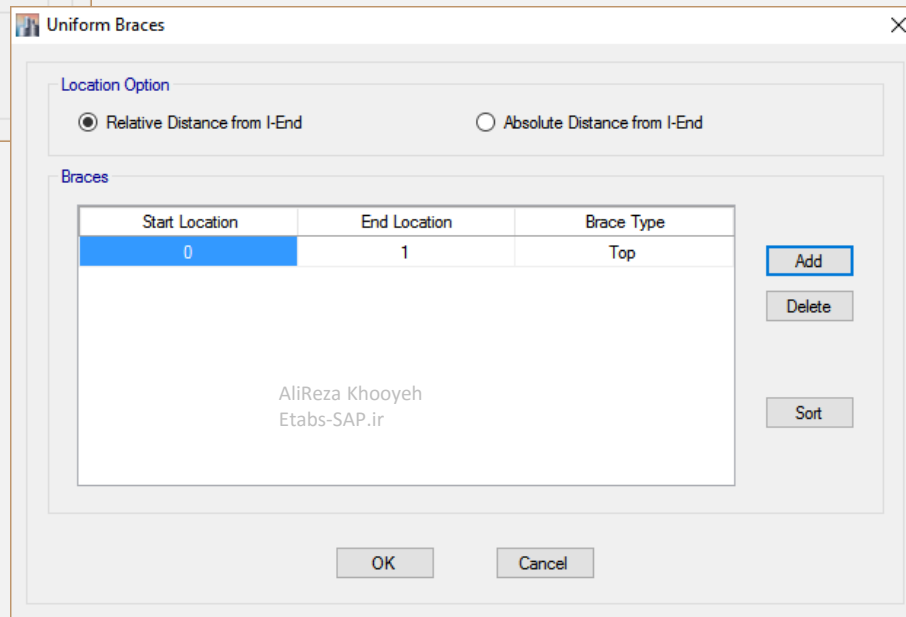 Uniform Braces
Location Option
Relative Distance from I-End
Absolute Distance from I-End
Braces
Start Location End Location Brace Type
0 1 Top
Add
Delete
AliReza Khooyeh
Etabs-SAP.ir
Sort
OK Cancel